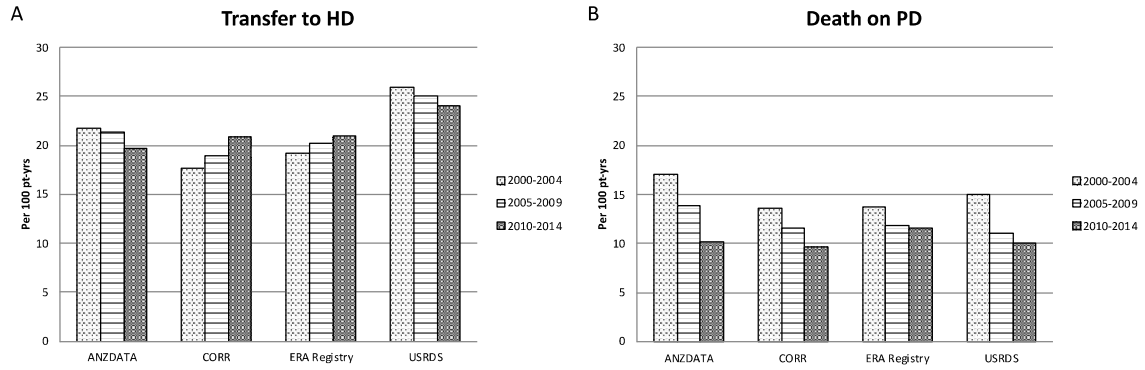 A
Transfer to HD
30
25
20
15
10
5
0
Per 100 pt-yrs
ANZDATA
CORR
ERA Registry
USRDS
2000-2004
2005-2009
2010-2014
B
Death on PD
30
25
20
15
10
5
0
Per 100 pt-yrs
ANZDATA
CORR
ERA Registry
USRDS
2000-2004
2005-2009
2010-2014